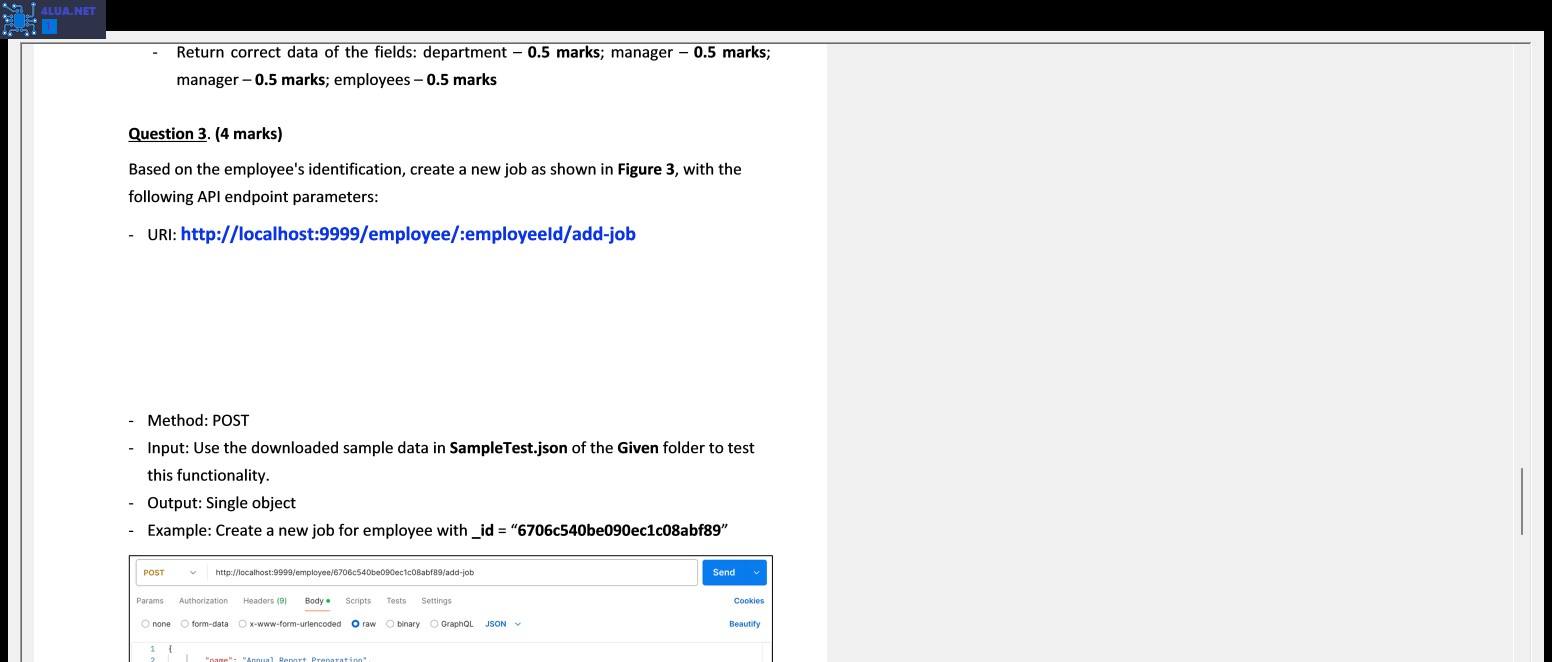 4LUA.NET
- Return correct data of the fields: department – 0.5 marks; manager – 0.5 marks;
manager – 0.5 marks; employees – 0.5 marks
Question 3. (4 marks)
Based on the employee's identification, create a new job as shown in Figure 3, with the
following API endpoint parameters:
- URI: http://localhost:9999/employee/:employeeId/add-job
- Method: POST
- Input: Use the downloaded sample data in SampleTest.json of the Given folder to test
this functionality.
- Output: Single object
- Example: Create a new job for employee with _id = “6706c540be090ec1c08abf89”
POST http://localhost:9999/employee/6706c540be090ec1c08abf89/add-job Send
Params Authorization Headers (9) Body Scripts Tests Settings Cookies
none form-data x-www-form-urlencoded raw binary GraphQL JSON Beautify
1 {
2 "name": "Annual Report Preparation",